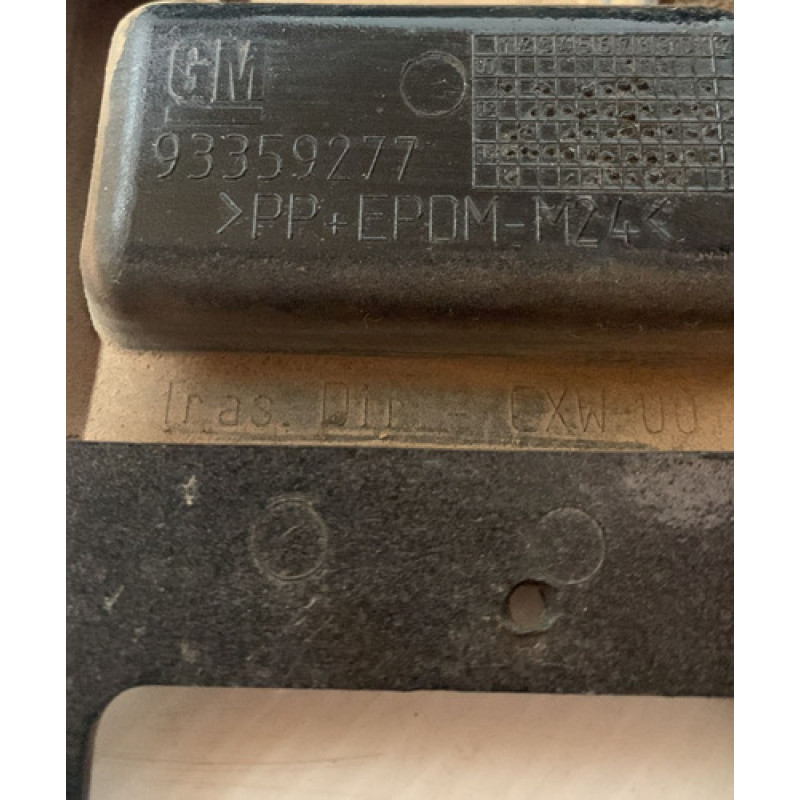 GM
93359277
>PP+EPDM-M24<
Tras. Dir. - CXW-00